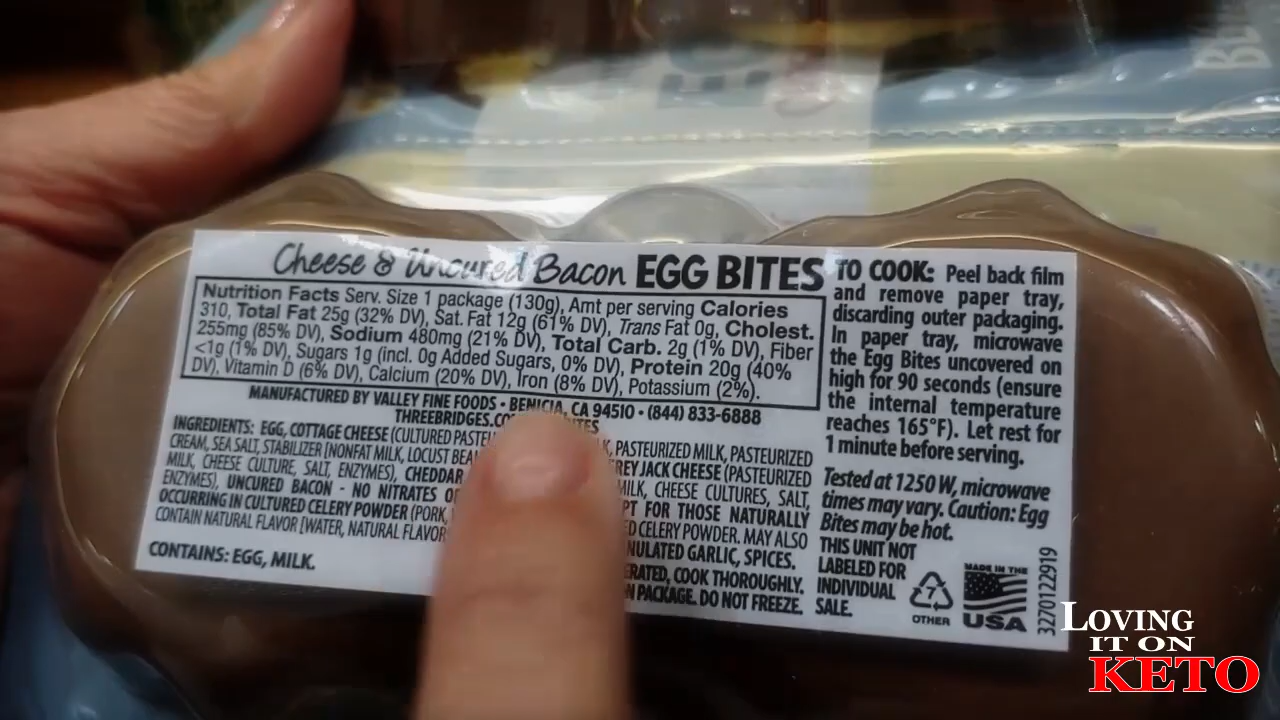 Cheese & Uncured Bacon EGG BITES
Nutrition Facts Serv. Size 1 package (130g), Amt per serving Calories
310, Total Fat 25g (32% DV), Sat. Fat 12g (61% DV), Trans Fat 0g, Cholest.
255mg (85% DV), Sodium 480mg (21% DV), Total Carb. 2g (1% DV), Fiber
<1g (1% DV), Sugars 1g (incl. 0g Added Sugars, 0% DV), Protein 20g (40%
DV), Vitamin D (6% DV), Calcium (20% DV), Iron (8% DV), Potassium (2%).
MANUFACTURED BY VALLEY FINE FOODS • BENICIA, CA 94510 • (844) 833-6888
INGREDIENTS: EGG, COTTAGE CHEESE (CULTURED PASTEURIZED MILK, PASTEURIZED
CREAM, SEA SALT, STABILIZER [NONFAT MILK, LOCUST JACK CHEESE (PASTEURIZED
MILK, CHEESE CULTURE, SALT, ENZYMES), CHEDDAR MILK, CHEESE CULTURES, SALT,
ENZYMES), UNCURED BACON - NO NITRATES FOR THOSE NATURALLY
OCCURRING IN CULTURED CELERY POWDER (PORK, CELERY POWDER. MAY ALSO
CONTAIN NATURAL FLAVOR [WATER, NATURAL GARLIC, SPICES.
COOK THOROUGHLY.
CONTAINS: EGG, MILK. PACKAGE. DO NOT FREEZE.
TO COOK: Peel back film
and remove paper tray,
discarding outer packaging.
In paper tray, microwave
the Egg Bites uncovered on
high for 90 seconds (ensure
the internal temperature
reaches 165°F). Let rest for
1 minute before serving.
Tested at 1250 W, microwave
times may vary. Caution: Egg
Bites may be hot.
THIS UNIT NOT
LABELED FOR
INDIVIDUAL
SALE.
7
OTHER
MADE IN THE
USA
3270122919
LOVING
IT ON
KETO